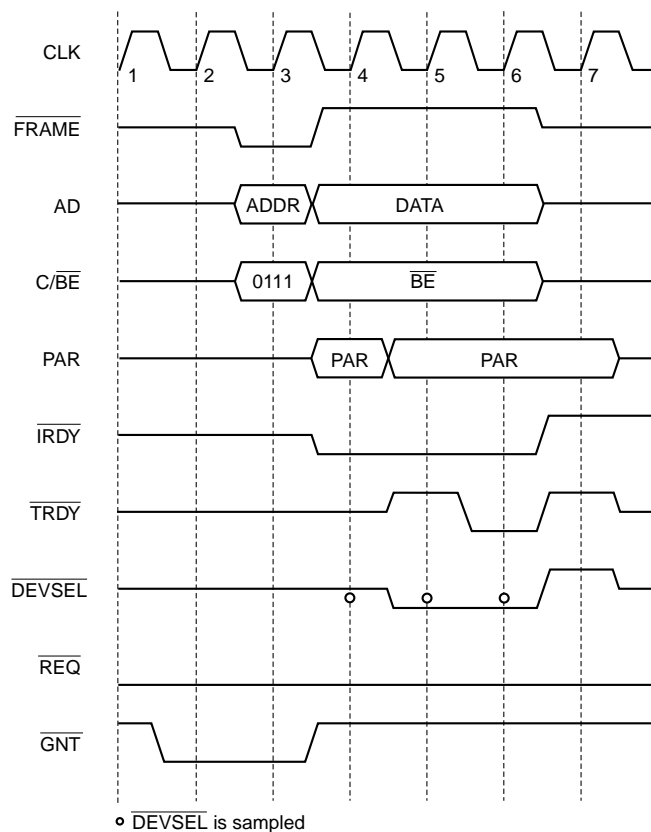 CLK
1 2 3 4 5 6 7
FRAME
AD ADDR DATA
C/BE 0111 BE
PAR PAR PAR
IRDY
TRDY
DEVSEL
REQ
GNT
DEVSEL is sampled